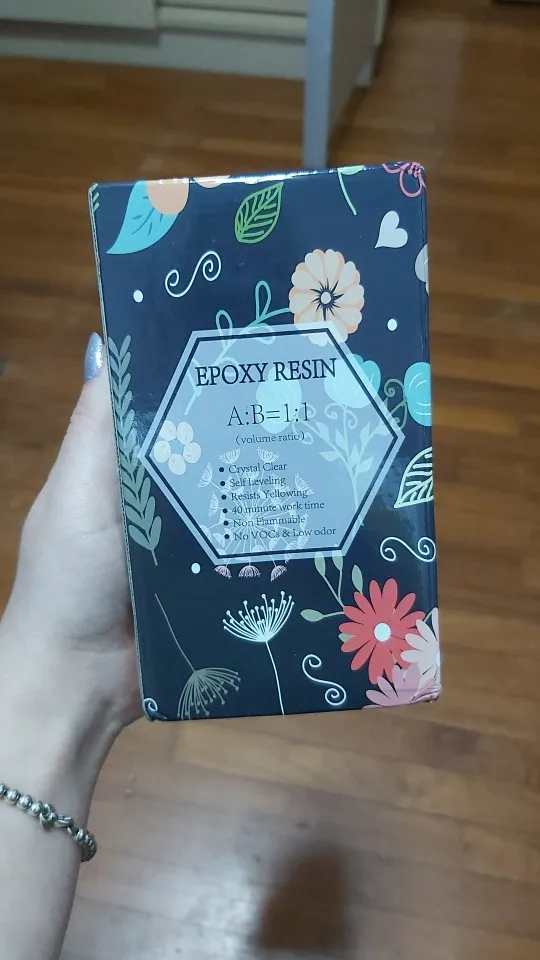 EPOXY RESIN
A:B=1:1
(volume ratio)
• Crystal Clear
• Self Leveling
• Resists Yellowing
• 40 minute work time
• Non Flammable
• No VOCs & Low odor